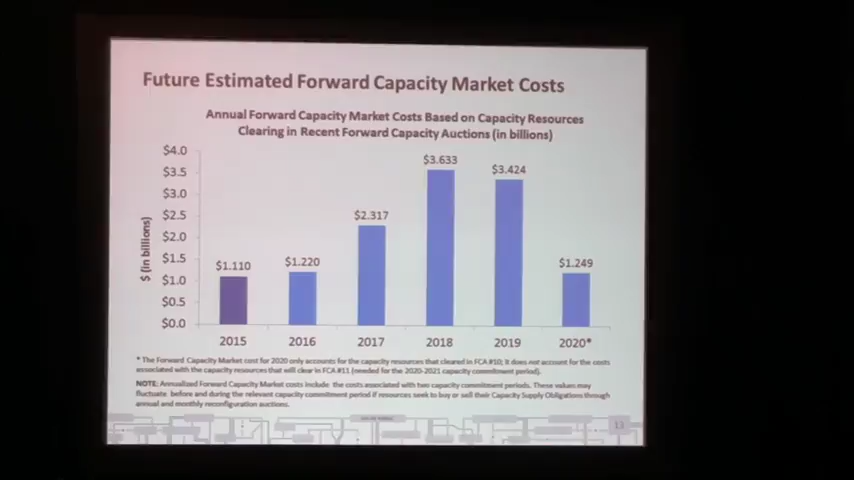 Future Estimated Forward Capacity Market Costs
Annual Forward Capacity Market Costs Based on Capacity Resources
Clearing in Recent Forward Capacity Auctions (in billions)
$ (in billions)
$4.0
$3.5
$3.0
$2.5
$2.0
$1.5
$1.0
$0.5
$0.0
$1.110
$1.220
$2.317
$3.633
$3.424
$1.249
2015
2016
2017
2018
2019
2020*
* The Forward Capacity Market cost for 2020 only accounts for the capacity resources that cleared in FCA #10; it does not account for the costs
associated with the capacity resources that will clear in FCA #11 (needed for the 2020-2021 capacity commitment period).
NOTE: Annualized Forward Capacity Market costs include the costs associated with two capacity commitment periods. These values may
fluctuate before and during the relevant capacity commitment period if resources seek to buy or sell their Capacity Supply Obligations through
annual and monthly reconfiguration auctions.
13